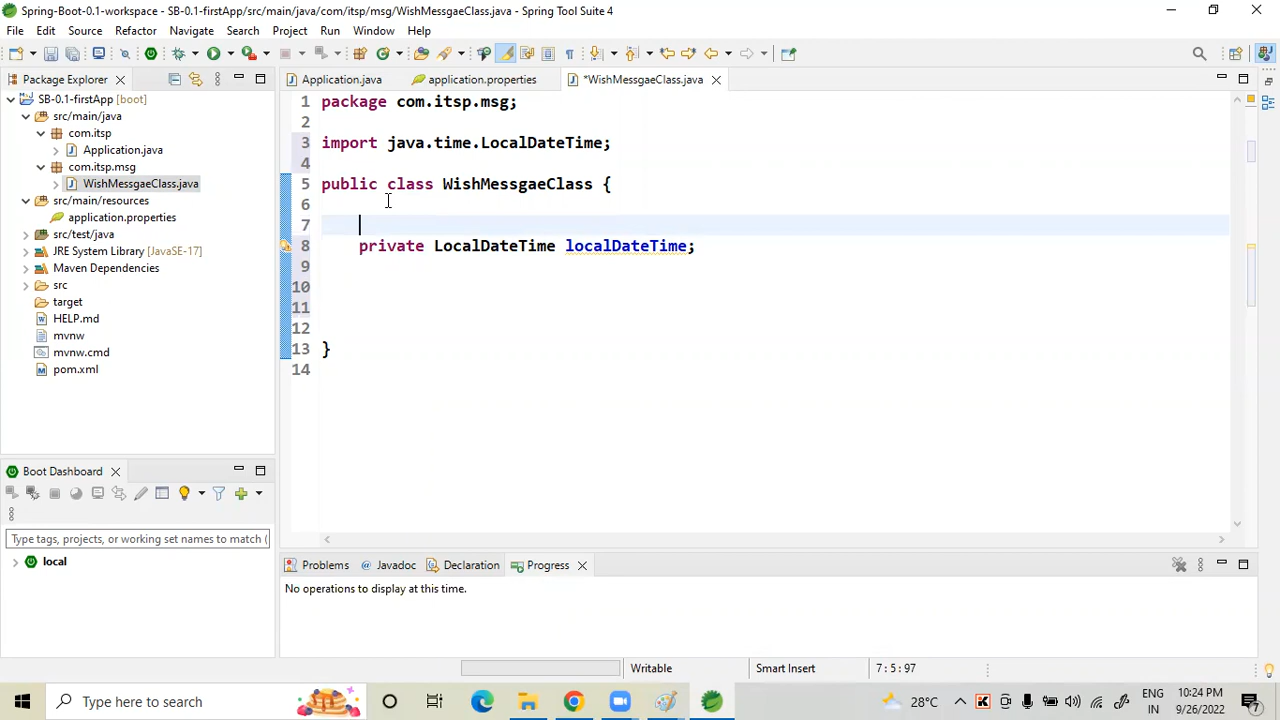 Spring-Boot-0.1-workspace - SB-0.1-firstApp/src/main/java/com/itsp/msg/WishMessgaeClass.java - Spring Tool Suite 4
File Edit Source Refactor Navigate Search Project Run Window Help
Package Explorer
Application.java
application.properties
*WishMessgaeClass.java
SB-0.1-firstApp [boot]
src/main/java
com.itsp
Application.java
com.itsp.msg
WishMessgaeClass.java
src/main/resources
application.properties
src/test/java
JRE System Library [JavaSE-17]
Maven Dependencies
src
target
HELP.md
mvnw
mvnw.cmd
pom.xml
1 package com.itsp.msg;
2
3 import java.time.LocalDateTime;
4
5 public class WishMessgaeClass {
6
7
8 private LocalDateTime localDateTime;
9
10
11
12
13 }
14
Boot Dashboard
Type tags, projects, or working set names to match (
local
Problems
@ Javadoc
Declaration
Progress
No operations to display at this time.
Writable
Smart Insert
7 : 5 : 97
Type here to search
28°C
ENG
IN
10:24 PM
9/26/2022
7